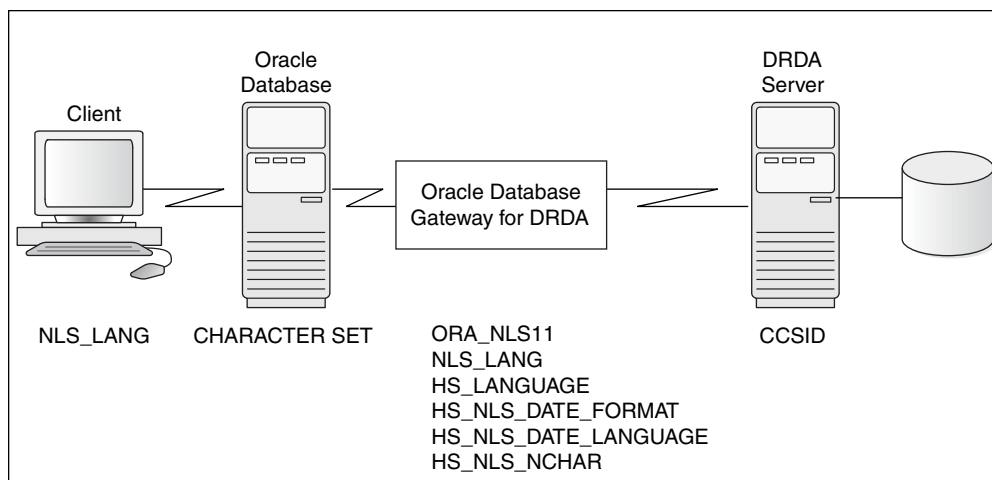 Client
Oracle
Database
Oracle Database
Gateway for DRDA
DRDA
Server
NLS_LANG
CHARACTER SET
ORA_NLS11
NLS_LANG
HS_LANGUAGE
HS_NLS_DATE_FORMAT
HS_NLS_DATE_LANGUAGE
HS_NLS_NCHAR
CCSID